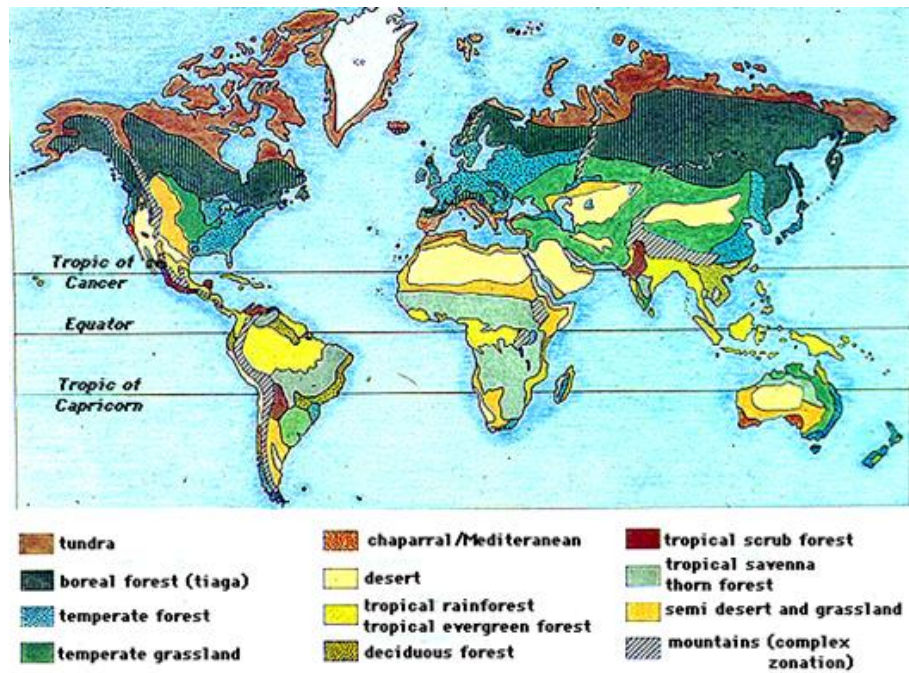 ice
Tropic of
Cancer
Equator
Tropic of
Capricorn
tundra
boreal forest (tiaga)
temperate forest
temperate grassland
chaparral/Mediteranean
desert
tropical rainforest
tropical evergreen forest
deciduous forest
tropical scrub forest
tropical savenna
thorn forest
semi desert and grassland
mountains (complex
zonation)